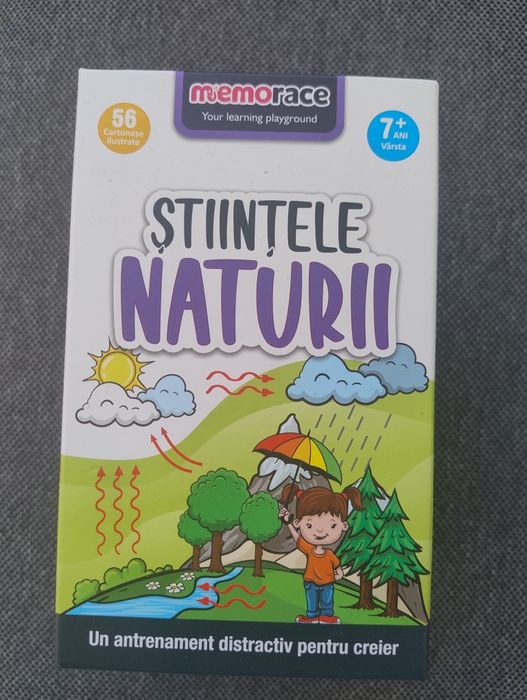 memorace
Your learning playground
56
Cartonașe
ilustrate
7+
ANI
Vârsta
ȘTIINȚELE
NATURII
Un antrenament distractiv pentru creier